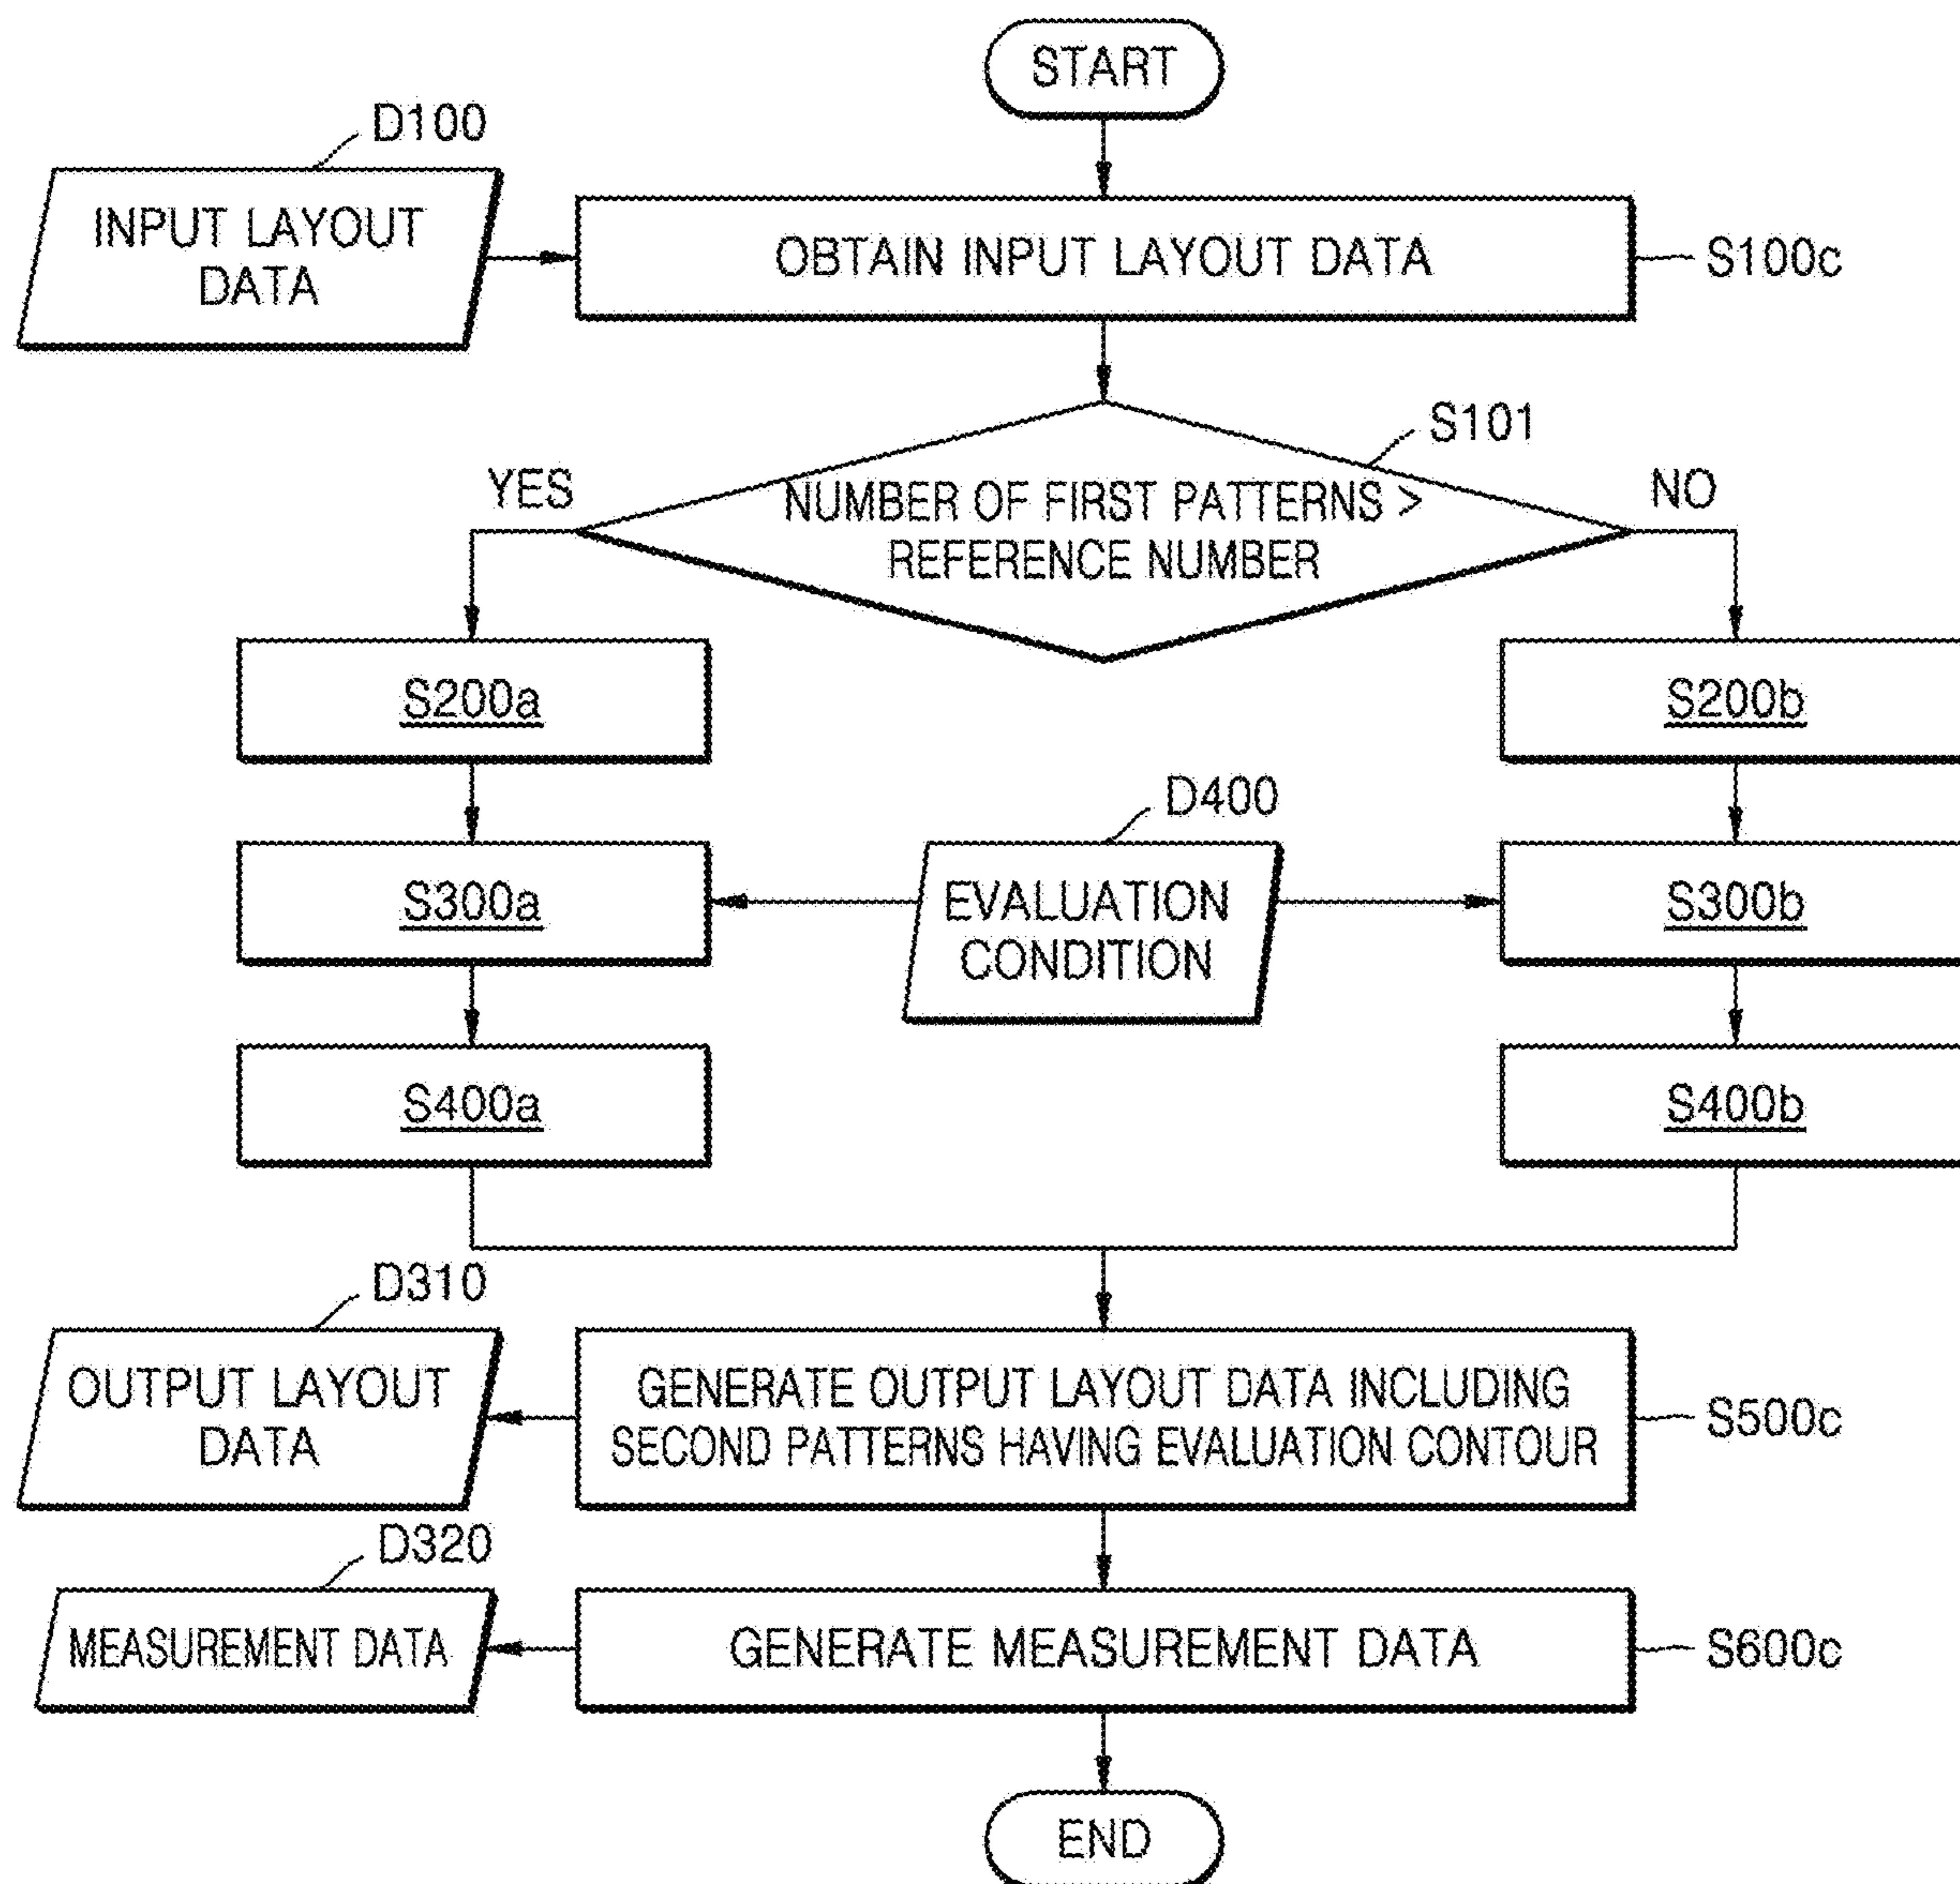 START
D100
INPUT LAYOUT
DATA
OBTAIN INPUT LAYOUT DATA
S100c
S101
YES
NUMBER OF FIRST PATTERNS >
REFERENCE NUMBER
NO
S200a
S200b
D400
S300a
EVALUATION
CONDITION
S300b
S400a
S400b
D310
OUTPUT LAYOUT
DATA
GENERATE OUTPUT LAYOUT DATA INCLUDING
SECOND PATTERNS HAVING EVALUATION CONTOUR
S500c
D320
MEASUREMENT DATA
GENERATE MEASUREMENT DATA
S600c
END